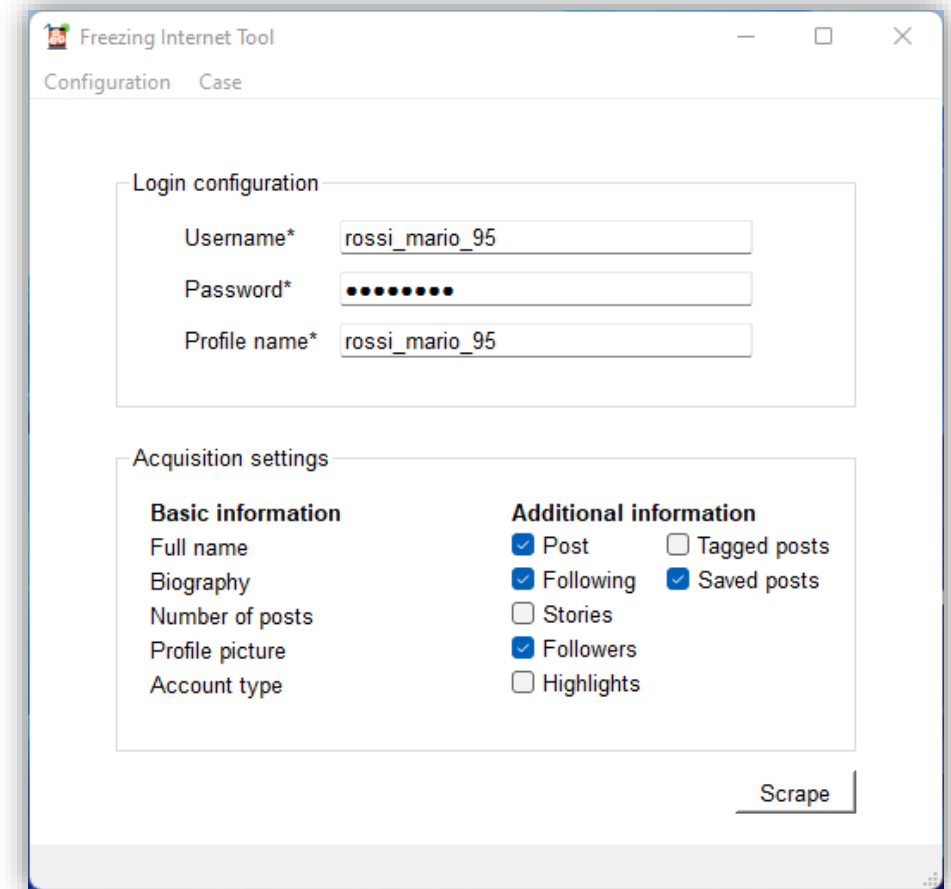 Freezing Internet Tool
Configuration Case
Login configuration
Username* rossi_mario_95
Password* ●●●●●●●●
Profile name* rossi_mario_95
Acquisition settings
Basic information
Full name
Biography
Number of posts
Profile picture
Account type
Additional information
Post Tagged posts
Following Saved posts
Stories
Followers
Highlights
Scrape